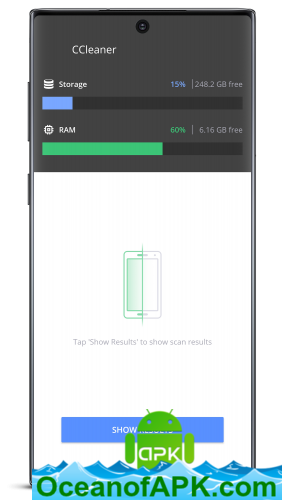 CCleaner
Storage 15% | 248.2 GB free
RAM 60% | 6.16 GB free
Tap 'Show Results' to show scan results
SHOW RESULTS
APK
OceanofAPK.com